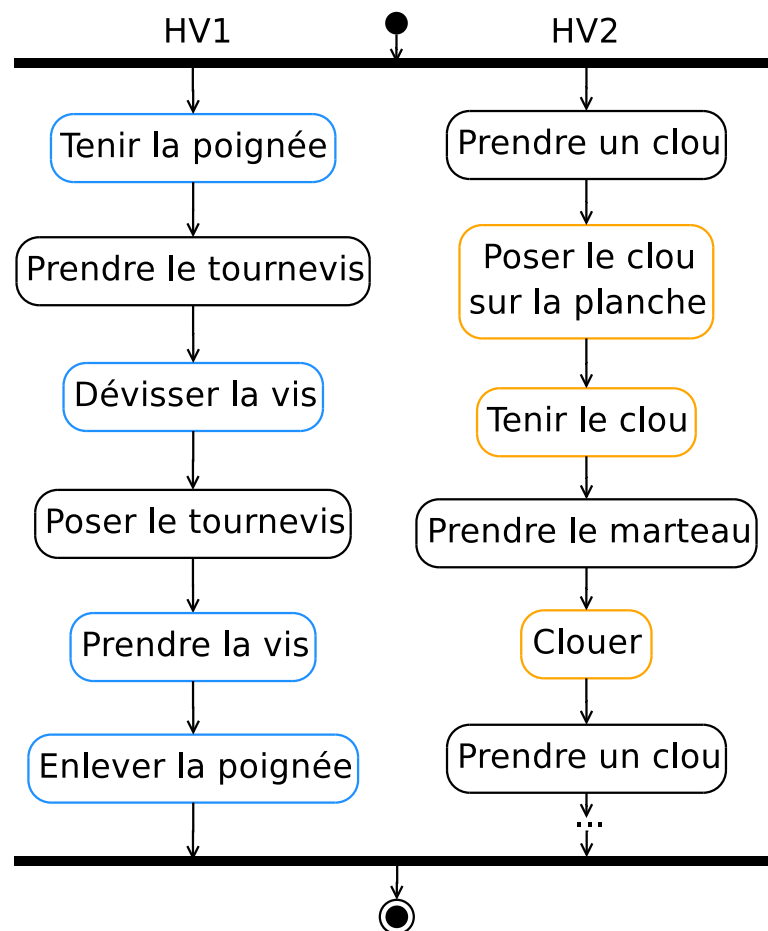 HV1
HV2
Tenir la poignée
Prendre le tournevis
Dévisser la vis
Poser le tournevis
Prendre la vis
Enlever la poignée
Prendre un clou
Poser le clou
sur la planche
Tenir le clou
Prendre le marteau
Clouer
Prendre un clou
...